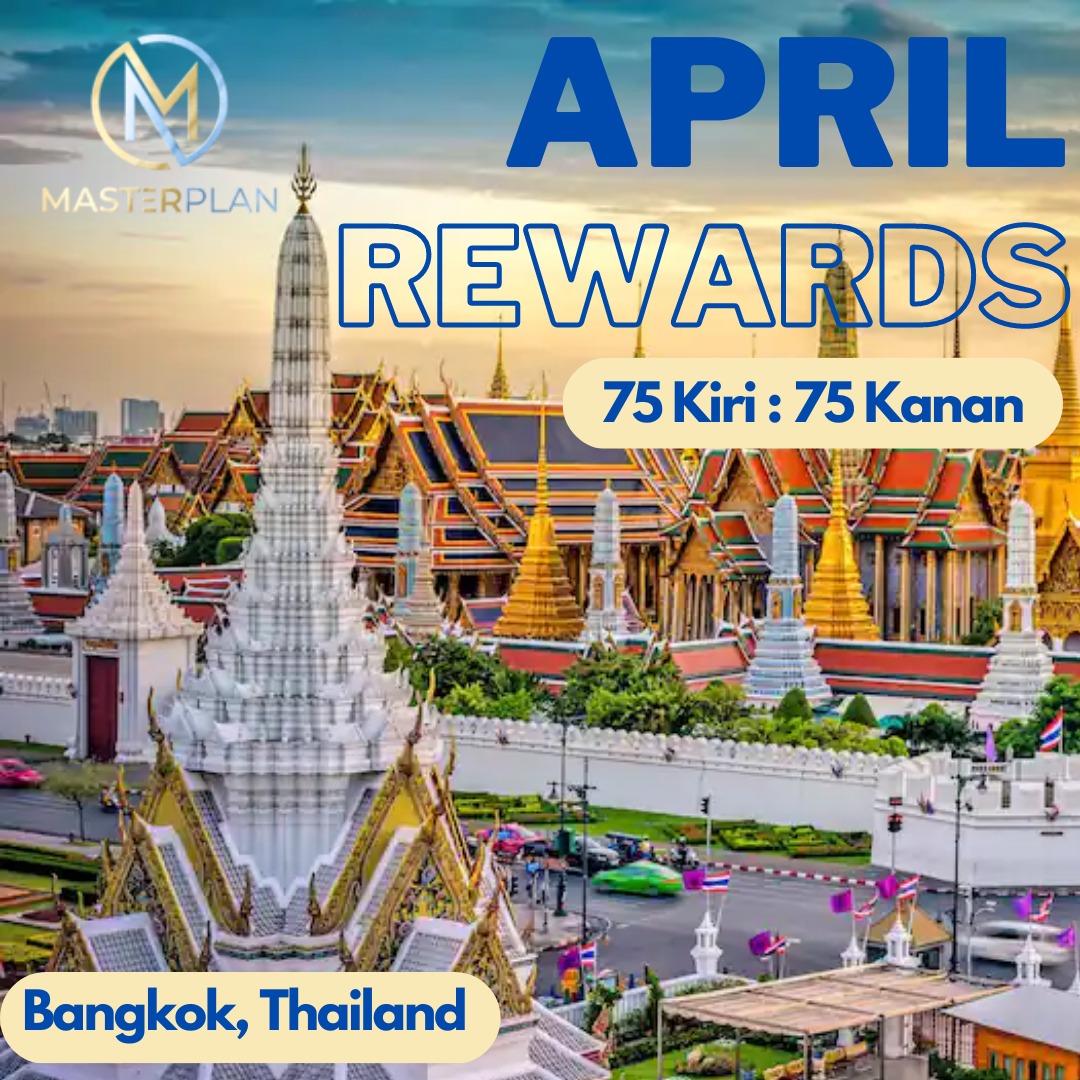 MASTERPLAN
APRIL
REWARDS
75 Kiri : 75 Kanan
Bangkok, Thailand